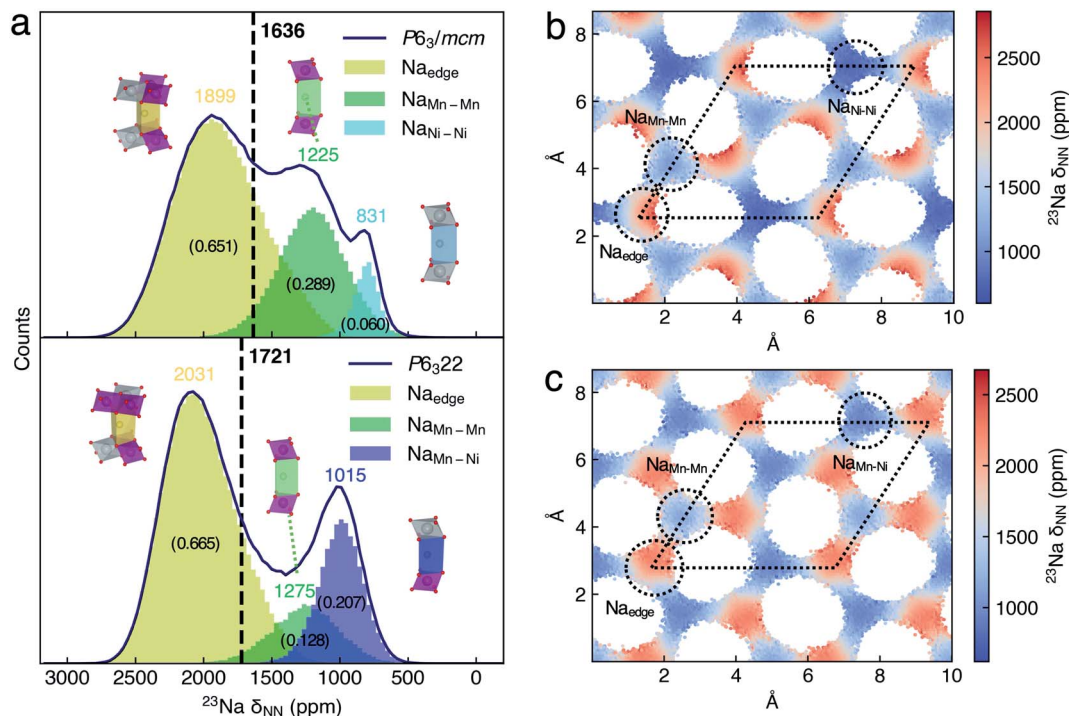 a
1636
P6₃/mcm
Na_edge
Na_Mn–Mn
Na_Ni–Ni
1899
1225
831
(0.651)
(0.289)
(0.060)
Counts
1721
P6₃22
Na_edge
Na_Mn–Mn
Na_Mn–Ni
2031
1015
1275
(0.665)
(0.207)
(0.128)
3000 2500 2000 1500 1000 500 0
²³Na δ_NN (ppm)
b
8
6
4
2
Å
Na_Ni-Ni
Na_Mn-Mn
Na_edge
0 2 4 6 8 10
Å
2500
2000
1500
1000
²³Na δ_NN (ppm)
c
8
6
4
2
Å
Na_Mn-Mn
Na_Mn-Ni
Na_edge
0 2 4 6 8 10
Å
2500
2000
1500
1000
²³Na δ_NN (ppm)